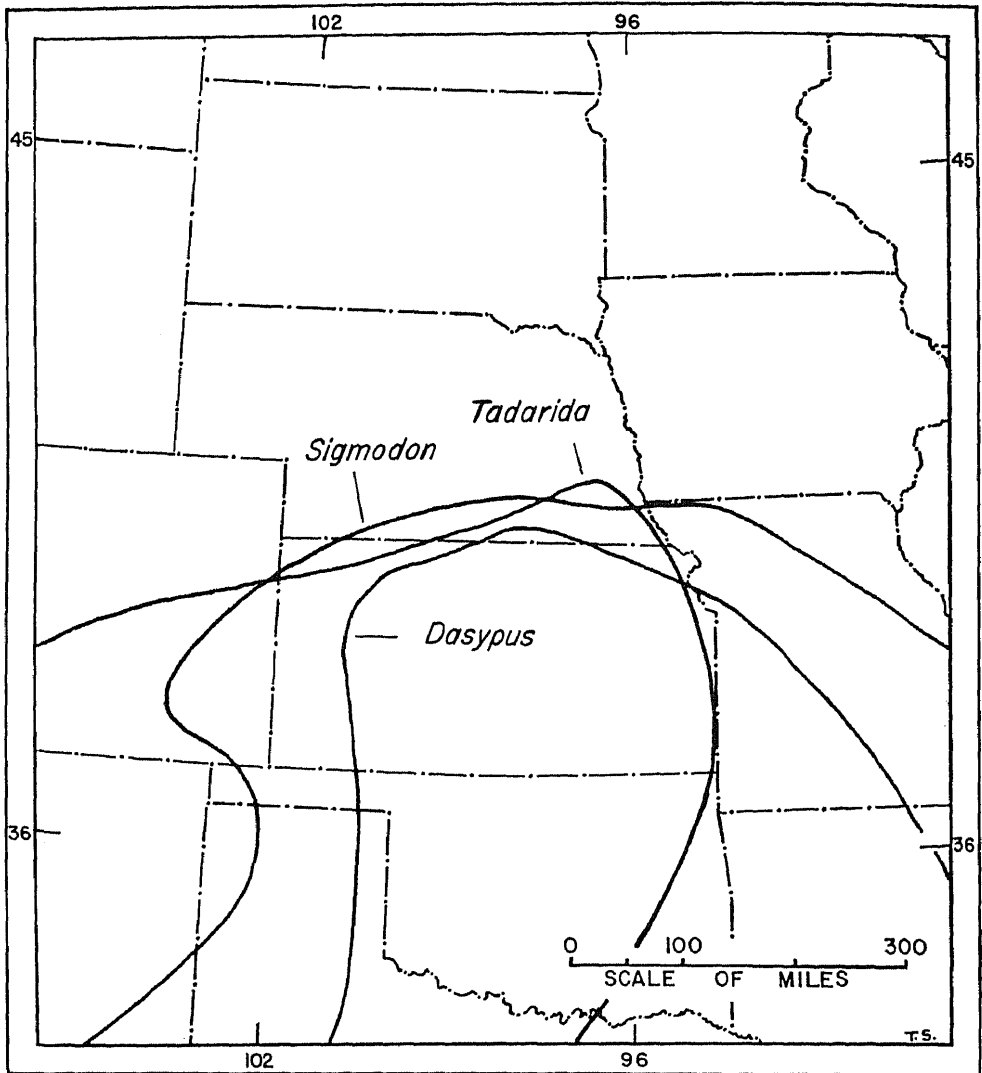 102 96
45
45
Tadarida
Sigmodon
Dasypus
36
36
0 100 300
SCALE OF MILES
T.S.
102 96